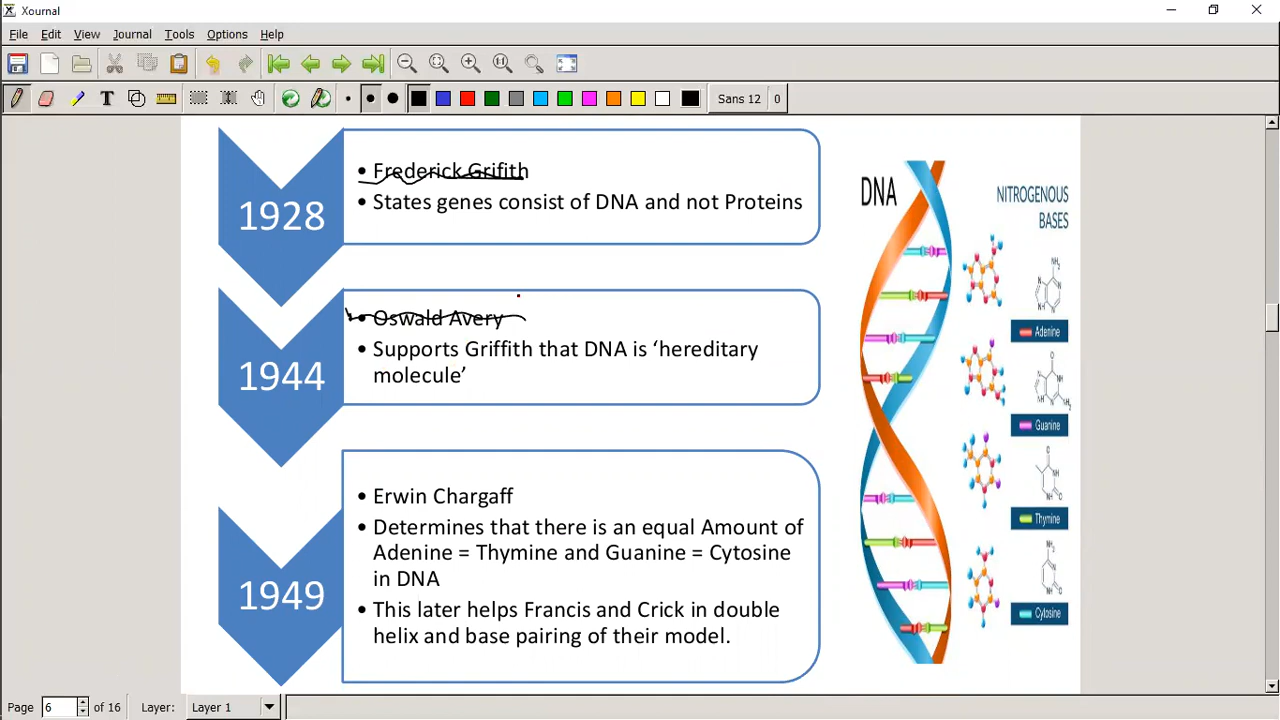 Xournal
File Edit View Journal Tools Options Help
Sans 12 0
1928
• Frederick Grifith
• States genes consist of DNA and not Proteins
1944
• Oswald Avery
• Supports Griffith that DNA is ‘hereditary
molecule’
1949
• Erwin Chargaff
• Determines that there is an equal Amount of
Adenine = Thymine and Guanine = Cytosine
in DNA
• This later helps Francis and Crick in double
helix and base pairing of their model.
DNA
NITROGENOUS
BASES
Adenine
Guanine
Thymine
Cytosine
Page 6 of 16 Layer: Layer 1